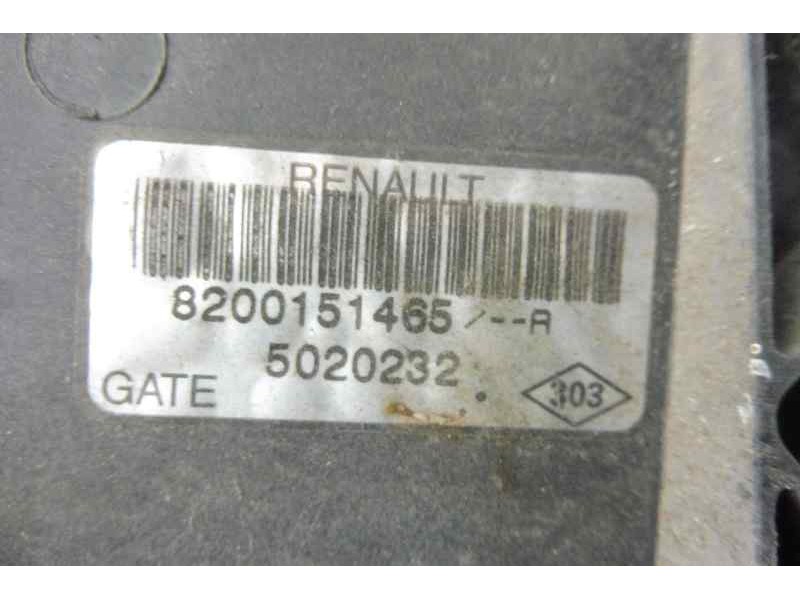 RENAULT
8200151465/--A
5020232
GATE
303